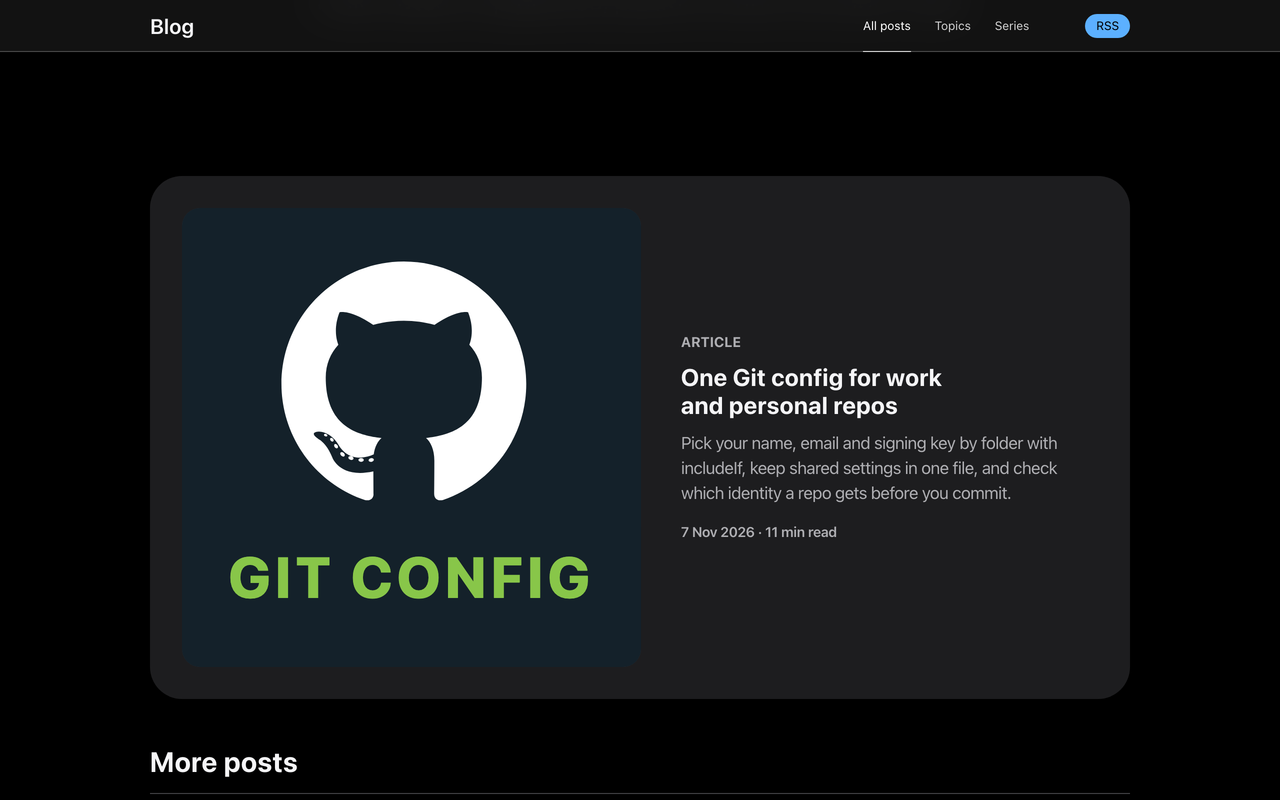 Blog
All posts
Topics
Series
RSS
GIT CONFIG
ARTICLE
One Git config for work
and personal repos
Pick your name, email and signing key by folder with
includeIf, keep shared settings in one file, and check
which identity a repo gets before you commit.
7 Nov 2026 · 11 min read
More posts